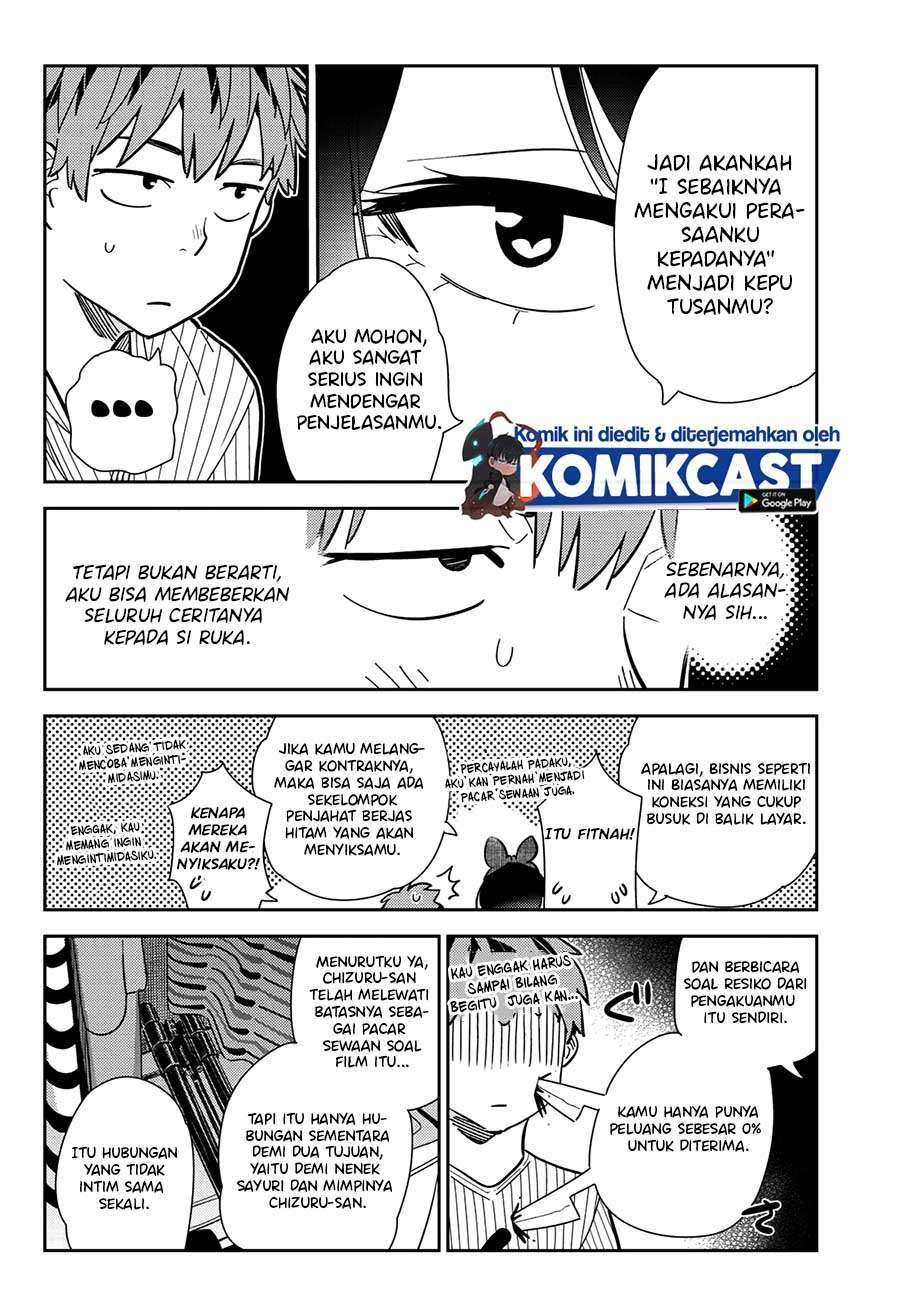 JADI AKANKAH
"I SEBAIKNYA
MENGAKUI PERA-
SAANKU
KEPADANYA"
MENJADI KEPU
TUSANMU?
AKU MOHON,
AKU SANGAT
SERIUS INGIN
MENDENGAR
PENJELASANMU.
Komik ini diedit & diterjemahkan oleh
KOMIKCAST
GET IT ON
Google Play
SEBENARNYA,
ADA ALASAN-
NYA SIH...
TETAPI BUKAN BERARTI,
AKU BISA MEMBEBERKAN
SELURUH CERITANYA
KEPADA SI RUKA.
APALAGI, BISNIS SEPERTI
INI BIASANYA MEMILIKI
KONEKSI YANG CUKUP
BUSUK DI BALIK LAYAR.
ITU FITNAH!
PERCAYALAH PADAKU,
AKU KAN PERNAH MENJADI
PACAR SEWAAN JUGA.
JIKA KAMU MELANG-
GAR KONTRAKNYA,
MAKA BISA SAJA ADA
SEKELOMPOK
PENJAHAT BERJAS
HITAM YANG AKAN
MENYIKSAMU.
KENAPA
MEREKA
AKAN ME-
NYIKSAKU?!
AKU SEDANG TIDAK
MENCOBA MENGINTI-
MIDASIMU.
ENGGAK, KAU
MEMANG INGIN
MENGINTIMIDASIKU.
DAN BERBICARA
SOAL RESIKO DARI
PENGAKUANMU
ITU SENDIRI.
KAMU HANYA PUNYA
PELUANG SEBESAR 0%
UNTUK DITERIMA.
KAU ENGGAK HARUS
SAMPAI BILANG
BEGITU JUGA KAN...
グ
サ
MENURUTKU YA,
CHIZURU-SAN
TELAH MELEWATI
BATASNYA SEBA-
GAI PACAR
SEWAAN SOAL
FILM ITU...
TAPI ITU HANYA HU-
BUNGAN SEMENTARA
DEMI DUA TUJUAN,
YAITU DEMI NENEK
SAYURI DAN MIMPINYA
CHIZURU-SAN.
ITU HUBUNGAN
YANG TIDAK
INTIM SAMA
SEKALI.